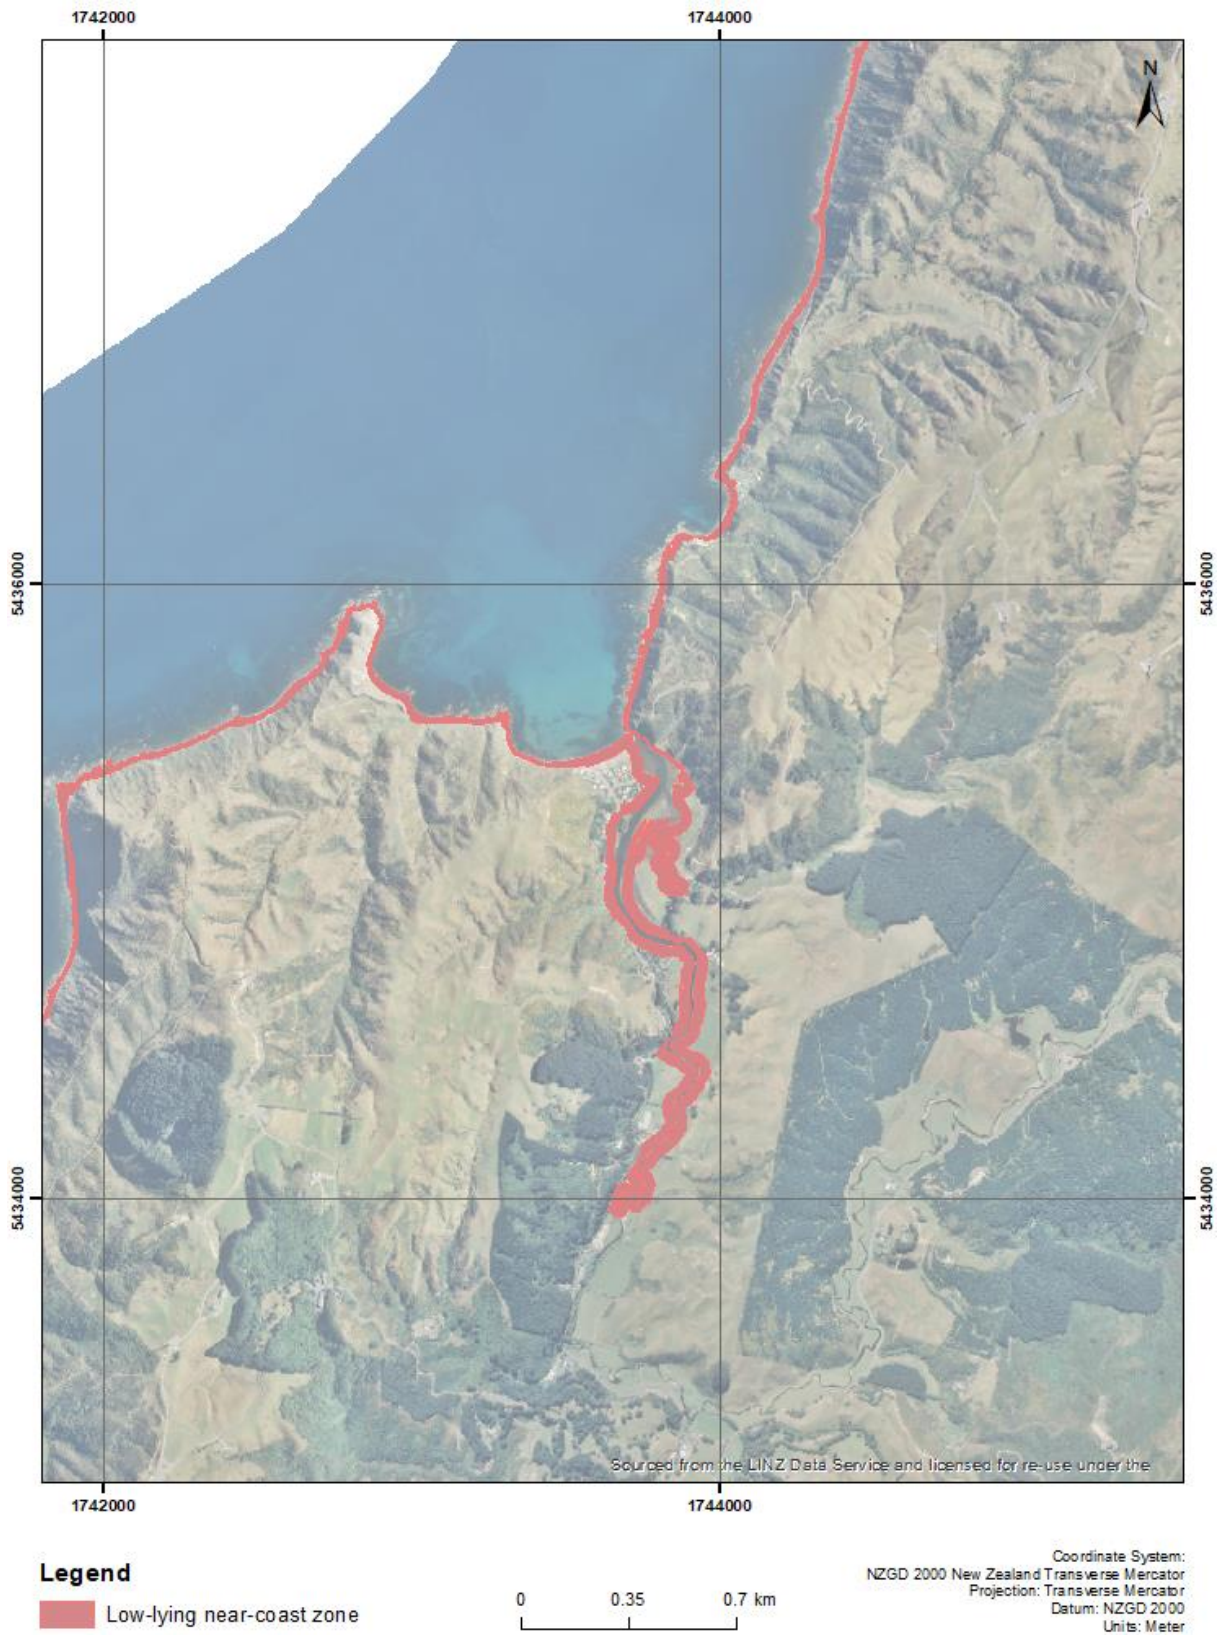 1742000 1744000
N
5436000 5436000
5434000 5434000
Sourced from the LINZ Data Service and licensed for re-use under the
1742000 1744000
Legend
Low-lying near-coast zone
0 0.35 0.7 km
Coordinate System:
NZGD 2000 New Zealand Transverse Mercator
Projection: Transverse Mercator
Datum: NZGD 2000
Units: Meter